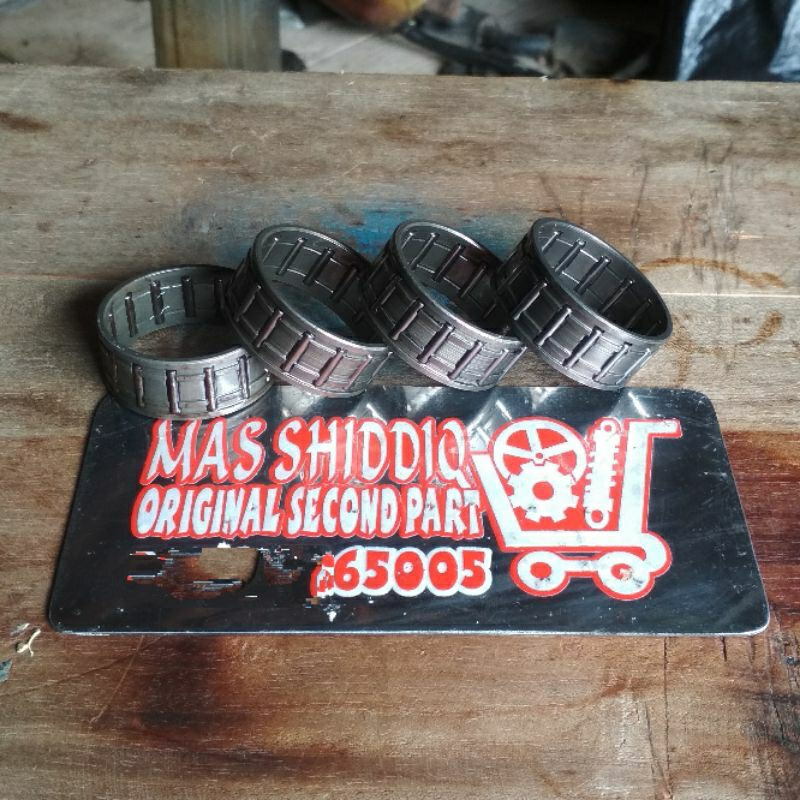 MAS SHIDDIQ
ORIGINAL SECOND PART
65005